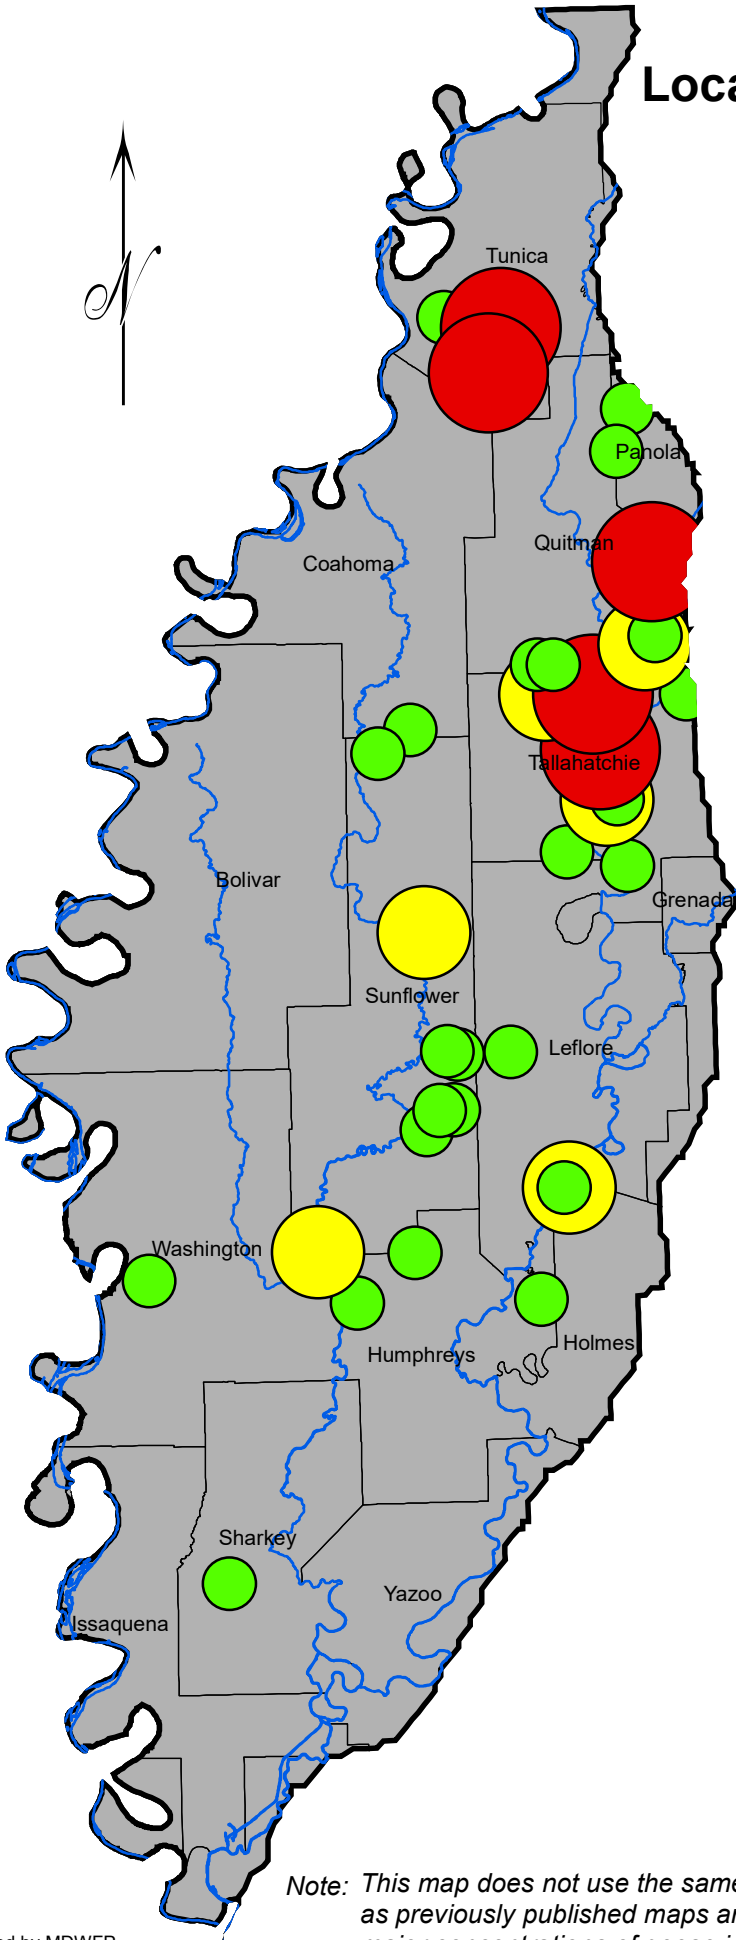 Loca
N
Tunica
Panola
Quitman
Coahoma
Tallahatchie
Bolivar
Grenada
Sunflower
Leflore
Washington
Holmes
Humphreys
Sharkey
Yazoo
Issaquena
Note: This map does not use the same
as previously published maps an